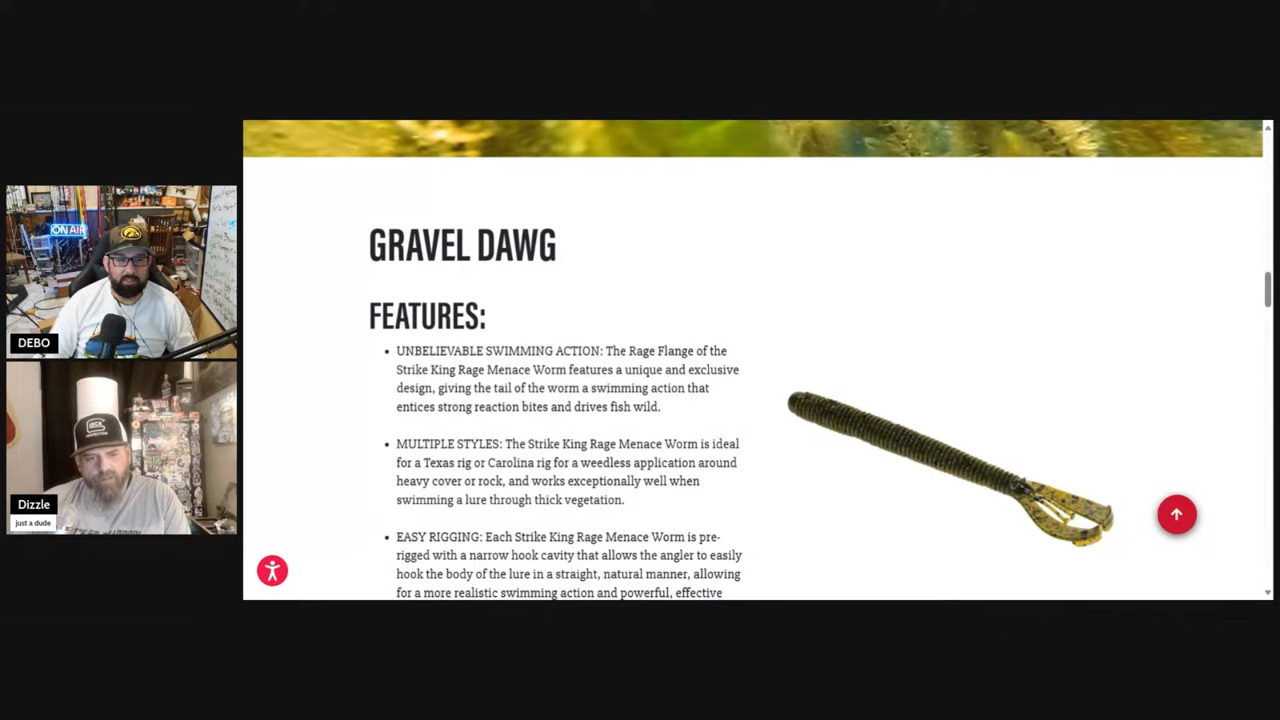 ON AIR
DEBO
GLOCK
Dizzle
just a dude
GRAVEL DAWG
FEATURES:
• UNBELIEVABLE SWIMMING ACTION: The Rage Flange of the
Strike King Rage Menace Worm features a unique and exclusive
design, giving the tail of the worm a swimming action that
entices strong reaction bites and drives fish wild.
• MULTIPLE STYLES: The Strike King Rage Menace Worm is ideal
for a Texas rig or Carolina rig for a weedless application around
heavy cover or rock, and works exceptionally well when
swimming a lure through thick vegetation.
• EASY RIGGING: Each Strike King Rage Menace Worm is pre-
rigged with a narrow hook cavity that allows the angler to easily
hook the body of the lure in a straight, natural manner, allowing
for a more realistic swimming action and powerful, effective